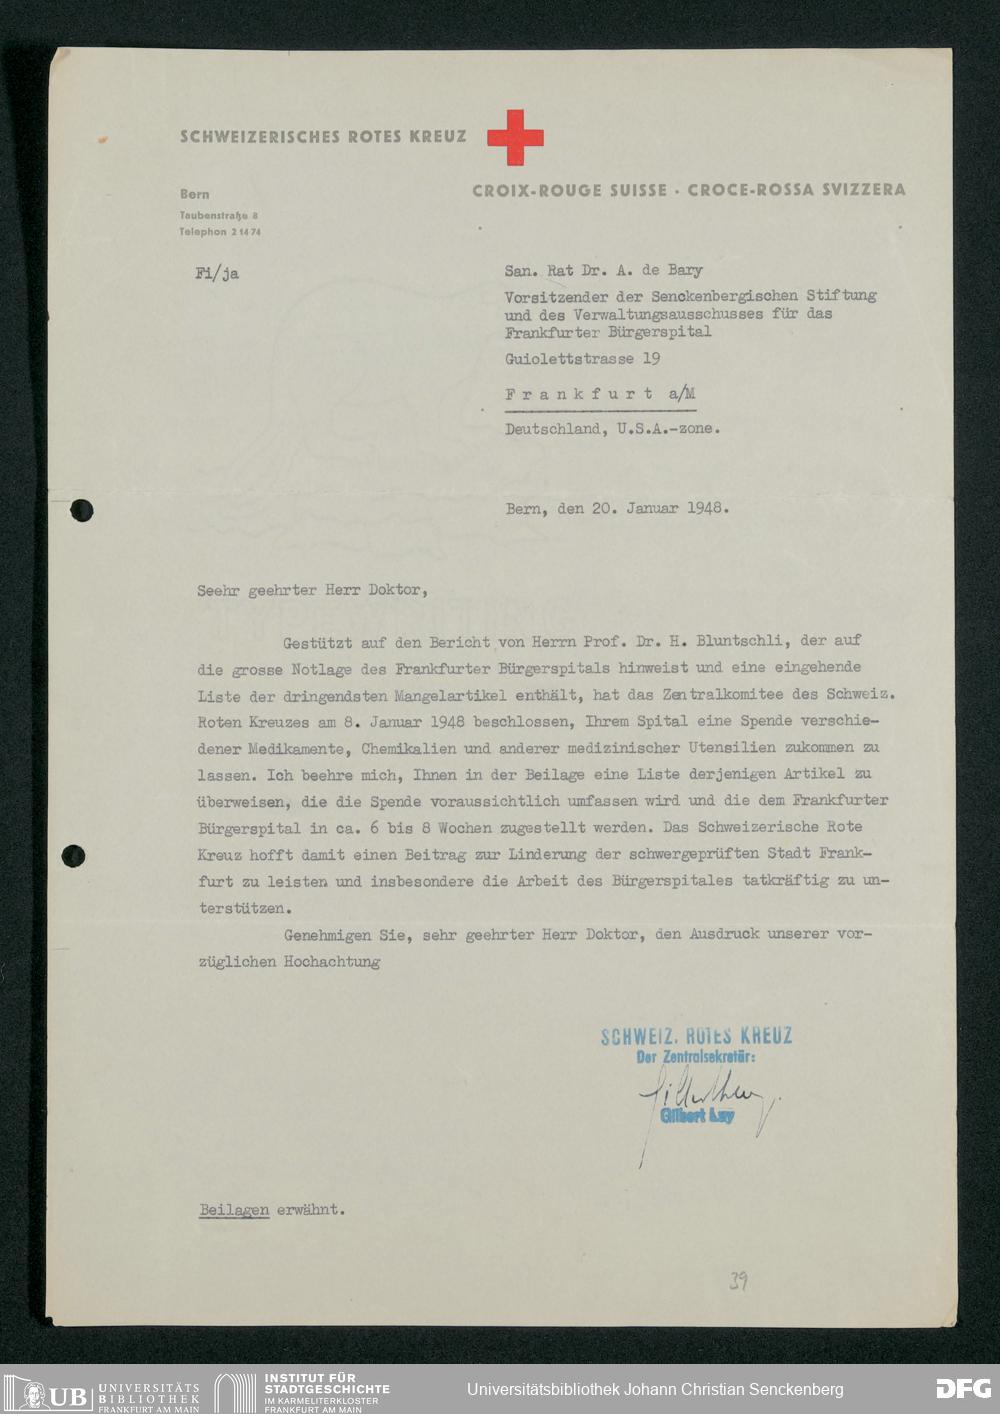 SCHWEIZERISCHES ROTES KREUZ
CROIX-ROUGE SUISSE · CROCE-ROSSA SVIZZERA
Bern
Taubenstraße 8
Telephon 2 14 74
Fi/ja
San. Rat Dr. A. de Bary
Vorsitzender der Senckenbergischen Stiftung
und des Verwaltungsausschusses für das
Frankfurter Bürgerspital
Guiolettstrasse 19
Frankfurt a/M
Deutschland, U.S.A.-zone.
Bern, den 20. Januar 1948.
Seehr geehrter Herr Doktor,
Gestützt auf den Bericht von Herrn Prof. Dr. H. Bluntschli, der auf
die grosse Notlage des Frankfurter Bürgerspitals hinweist und eine eingehende
Liste der dringendsten Mangelartikel enthält, hat das Zentralkomitee des Schweiz.
Roten Kreuzes am 8. Januar 1948 beschlossen, Ihrem Spital eine Spende verschie-
dener Medikamente, Chemikalien und anderer medizinischer Utensilien zukommen zu
lassen. Ich beehre mich, Ihnen in der Beilage eine Liste derjenigen Artikel zu
überweisen, die die Spende voraussichtlich umfassen wird und die dem Frankfurter
Bürgerspital in ca. 6 bis 8 Wochen zugestellt werden. Das Schweizerische Rote
Kreuz hofft damit einen Beitrag zur Linderung der schwergeprüften Stadt Frank-
furt zu leisten und insbesondere die Arbeit des Bürgerspitales tatkräftig zu un-
terstützen.
Genehmigen Sie, sehr geehrter Herr Doktor, den Ausdruck unserer vor-
züglichen Hochachtung
SCHWEIZ. ROTES KREUZ
Der Zentralsekretär:
Gilbert Luy
Beilagen erwähnt.
39
UB UNIVERSITÄTS
BIBLIOTHEK
FRANKFURT AM MAIN
INSTITUT FÜR
STADTGESCHICHTE
IM KARMELITERKLOSTER
FRANKFURT AM MAIN
Universitätsbibliothek Johann Christian Senckenberg
DFG